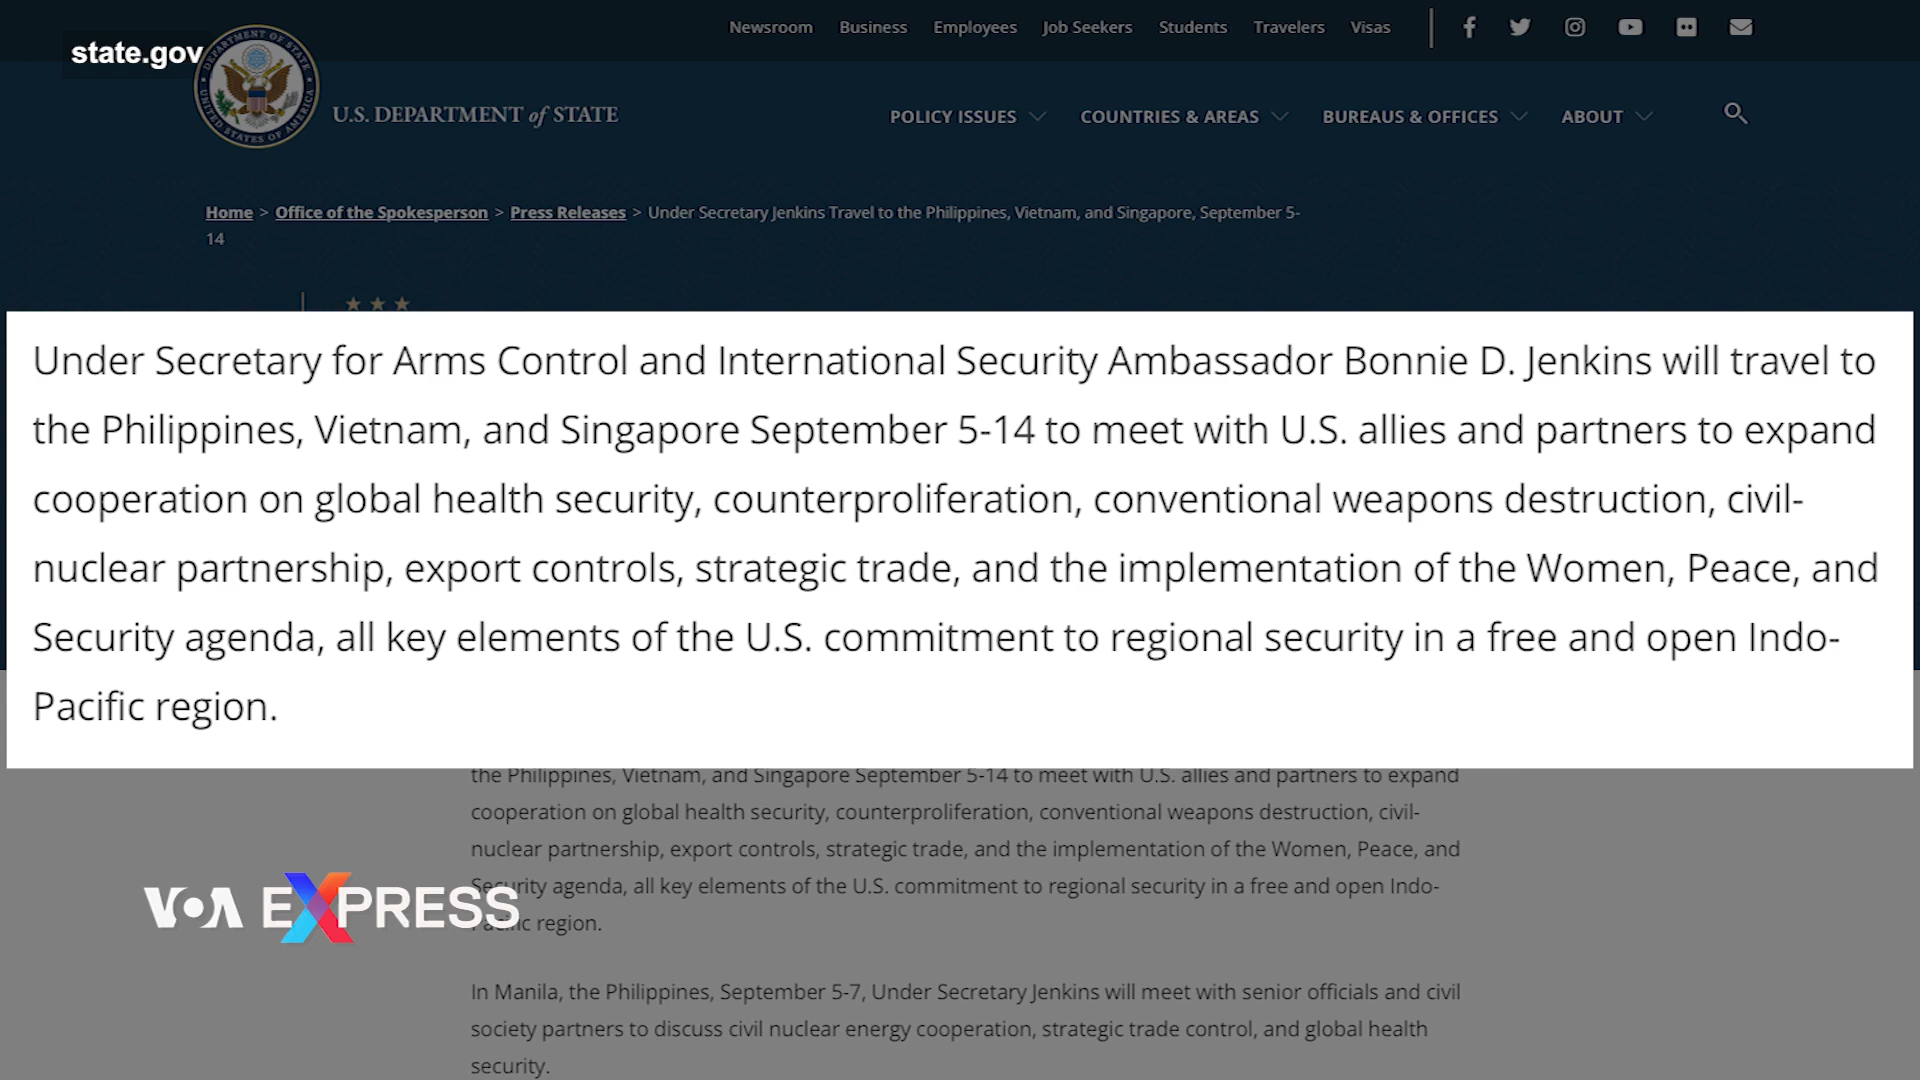 state.gov
Newsroom Business Employees Job Seekers Students Travelers Visas
DEPARTMENT OF STATE
UNITED STATES OF AMERICA
U.S. DEPARTMENT of STATE
POLICY ISSUES COUNTRIES & AREAS BUREAUS & OFFICES ABOUT
Home > Office of the Spokesperson > Press Releases > Under Secretary Jenkins Travel to the Philippines, Vietnam, and Singapore, September 5-
14
Under Secretary for Arms Control and International Security Ambassador Bonnie D. Jenkins will travel to
the Philippines, Vietnam, and Singapore September 5-14 to meet with U.S. allies and partners to expand
cooperation on global health security, counterproliferation, conventional weapons destruction, civil-
nuclear partnership, export controls, strategic trade, and the implementation of the Women, Peace, and
Security agenda, all key elements of the U.S. commitment to regional security in a free and open Indo-
Pacific region.
the Philippines, Vietnam, and Singapore September 5-14 to meet with U.S. allies and partners to expand
cooperation on global health security, counterproliferation, conventional weapons destruction, civil-
nuclear partnership, export controls, strategic trade, and the implementation of the Women, Peace, and
Security agenda, all key elements of the U.S. commitment to regional security in a free and open Indo-
Pacific region.
VOA EXPRESS
In Manila, the Philippines, September 5-7, Under Secretary Jenkins will meet with senior officials and civil
society partners to discuss civil nuclear energy cooperation, strategic trade control, and global health
security.